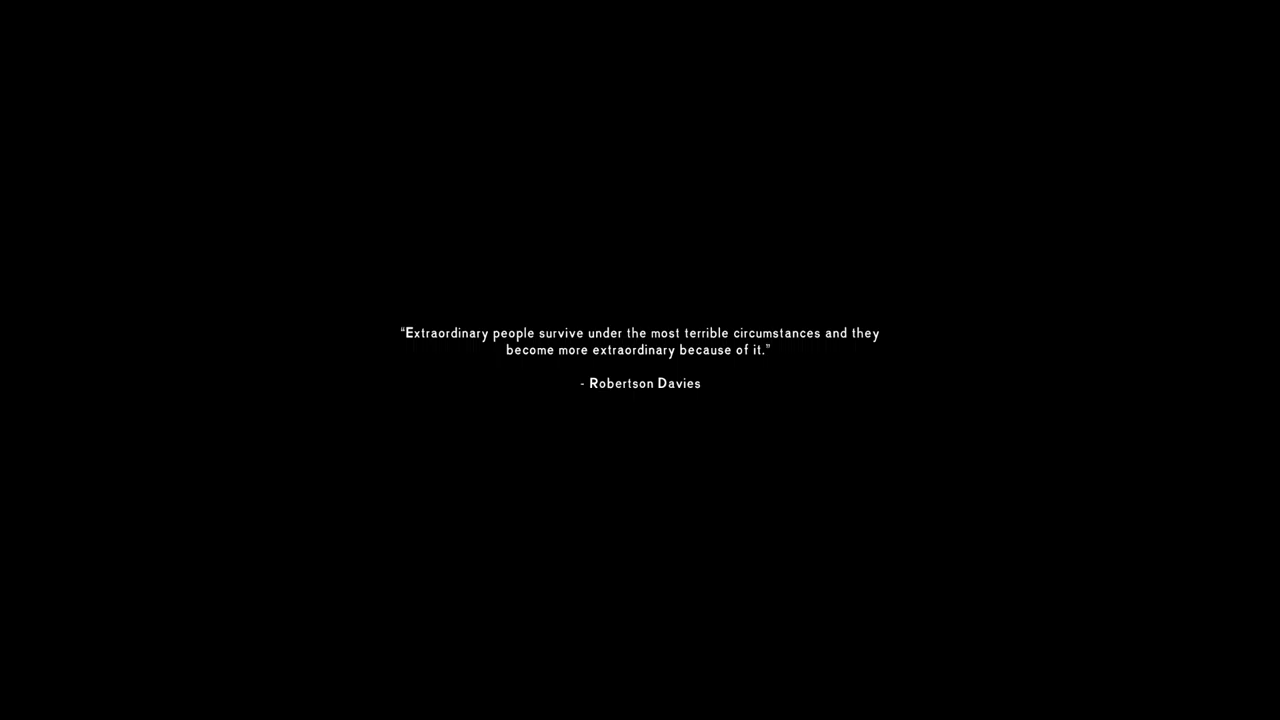 “Extraordinary people survive under the most terrible circumstances and they
become more extraordinary because of it.”
- Robertson Davies